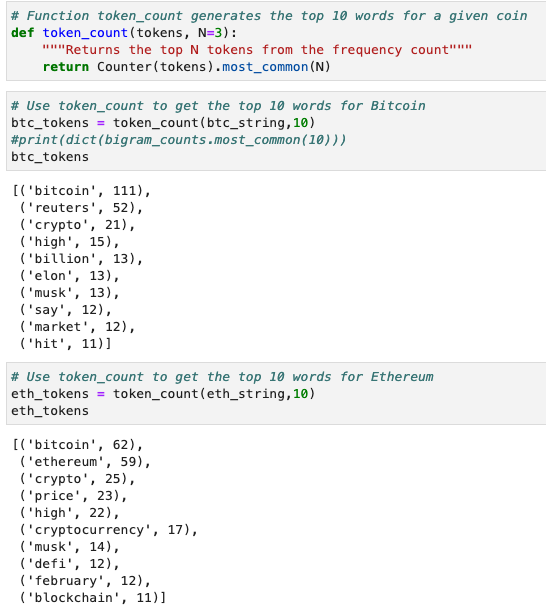 # Function token_count generates the top 10 words for a given coin
def token_count(tokens, N=3):
    """Returns the top N tokens from the frequency count"""
    return Counter(tokens).most_common(N)
# Use token_count to get the top 10 words for Bitcoin
btc_tokens = token_count(btc_string,10)
#print(dict(bigram_counts.most_common(10)))
btc_tokens
[('bitcoin', 111),
 ('reuters', 52),
 ('crypto', 21),
 ('high', 15),
 ('billion', 13),
 ('elon', 13),
 ('musk', 13),
 ('say', 12),
 ('market', 12),
 ('hit', 11)]
# Use token_count to get the top 10 words for Ethereum
eth_tokens = token_count(eth_string,10)
eth_tokens
[('bitcoin', 62),
 ('ethereum', 59),
 ('crypto', 25),
 ('price', 23),
 ('high', 22),
 ('cryptocurrency', 17),
 ('musk', 14),
 ('defi', 12),
 ('february', 12),
 ('blockchain', 11)]